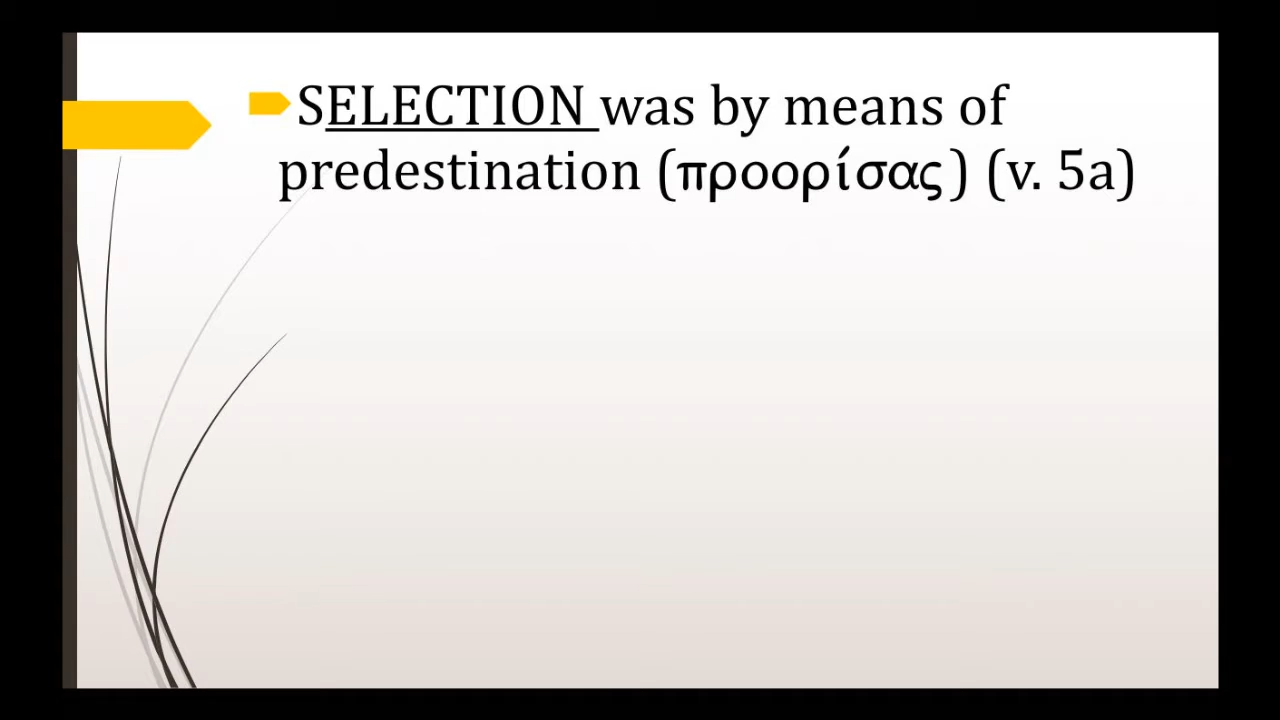 SELECTION was by means of
predestination (προορίσας) (v. 5a)